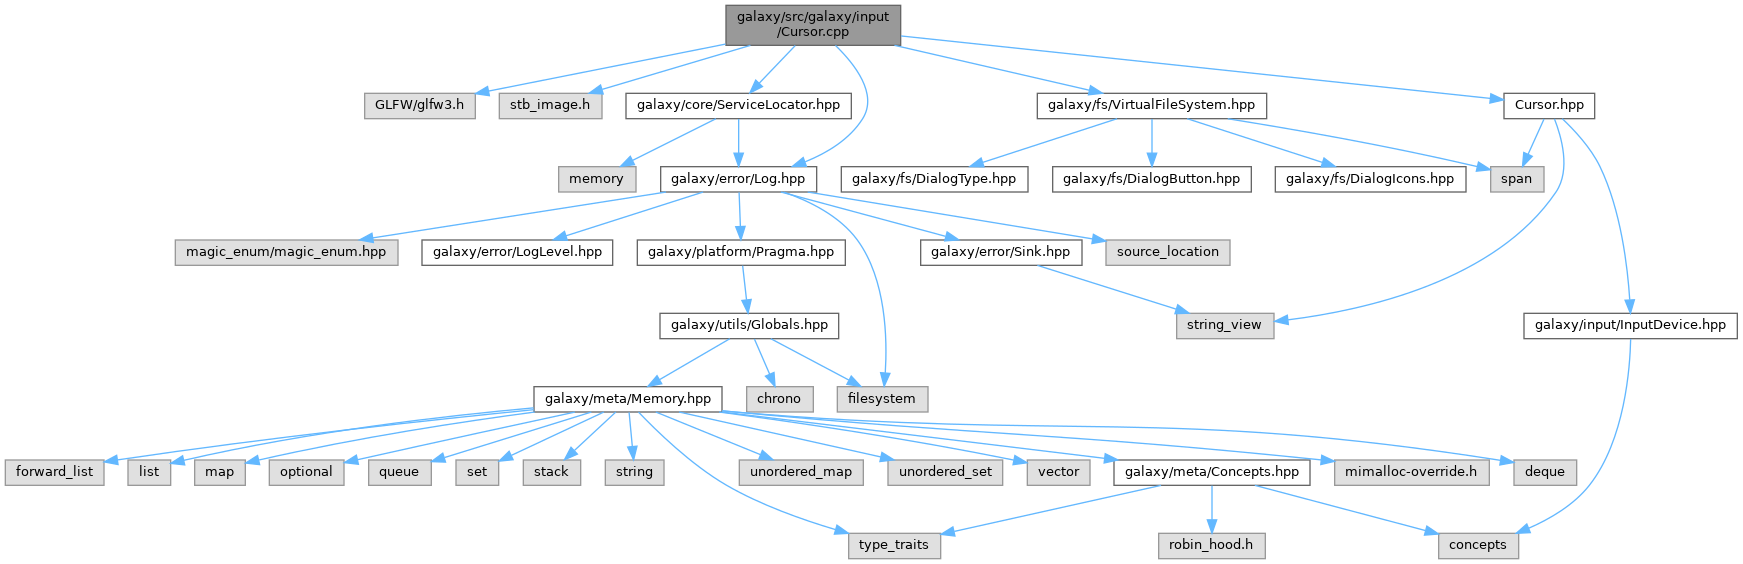 galaxy/src/galaxy/input
/Cursor.cpp
GLFW/glfw3.h
stb_image.h
galaxy/core/ServiceLocator.hpp
galaxy/fs/VirtualFileSystem.hpp
Cursor.hpp
memory
galaxy/error/Log.hpp
galaxy/fs/DialogType.hpp
galaxy/fs/DialogButton.hpp
galaxy/fs/DialogIcons.hpp
span
magic_enum/magic_enum.hpp
galaxy/error/LogLevel.hpp
galaxy/platform/Pragma.hpp
galaxy/error/Sink.hpp
source_location
galaxy/utils/Globals.hpp
string_view
galaxy/input/InputDevice.hpp
galaxy/meta/Memory.hpp
chrono
filesystem
forward_list
list
map
optional
queue
set
stack
string
unordered_map
unordered_set
vector
galaxy/meta/Concepts.hpp
mimalloc-override.h
deque
type_traits
robin_hood.h
concepts